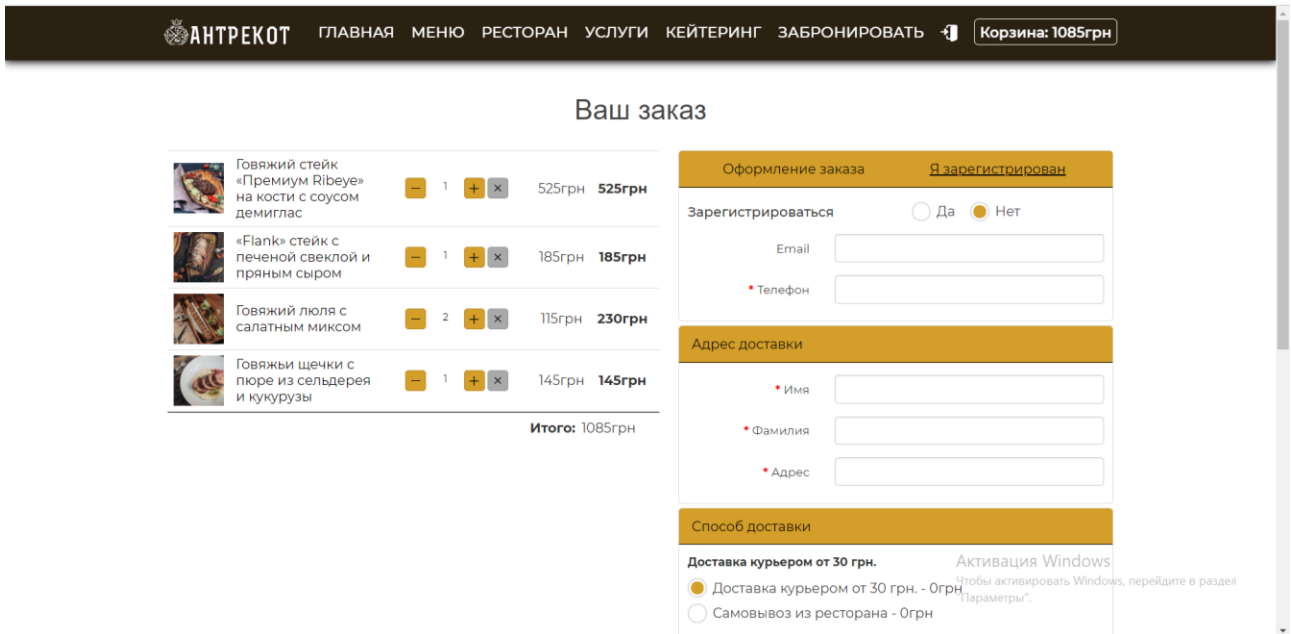 АНТРЕКОТ ГЛАВНАЯ МЕНЮ РЕСТОРАН УСЛУГИ КЕЙТЕРИНГ ЗАБРОНИРОВАТЬ Корзина: 1085грн
Ваш заказ
Говяжий стейк
«Премиум Ribeye»
на кости с соусом
демиглас
− 1 + × 525грн 525грн
«Flank» стейк с
печеной свеклой и
пряным сыром
− 1 + × 185грн 185грн
Говяжий люля с
салатным миксом
− 2 + × 115грн 230грн
Говяжьи щечки с
пюре из сельдерея
и кукурузы
− 1 + × 145грн 145грн
Итого: 1085грн
Оформление заказа Я зарегистрирован
Зарегистрироваться Да Нет
Email
* Телефон
Адрес доставки
* Имя
* Фамилия
* Адрес
Способ доставки
Доставка курьером от 30 грн.
Доставка курьером от 30 грн. - 0грн
Самовывоз из ресторана - 0грн
Активация Windows
Чтобы активировать Windows, перейдите в раздел
"Параметры".